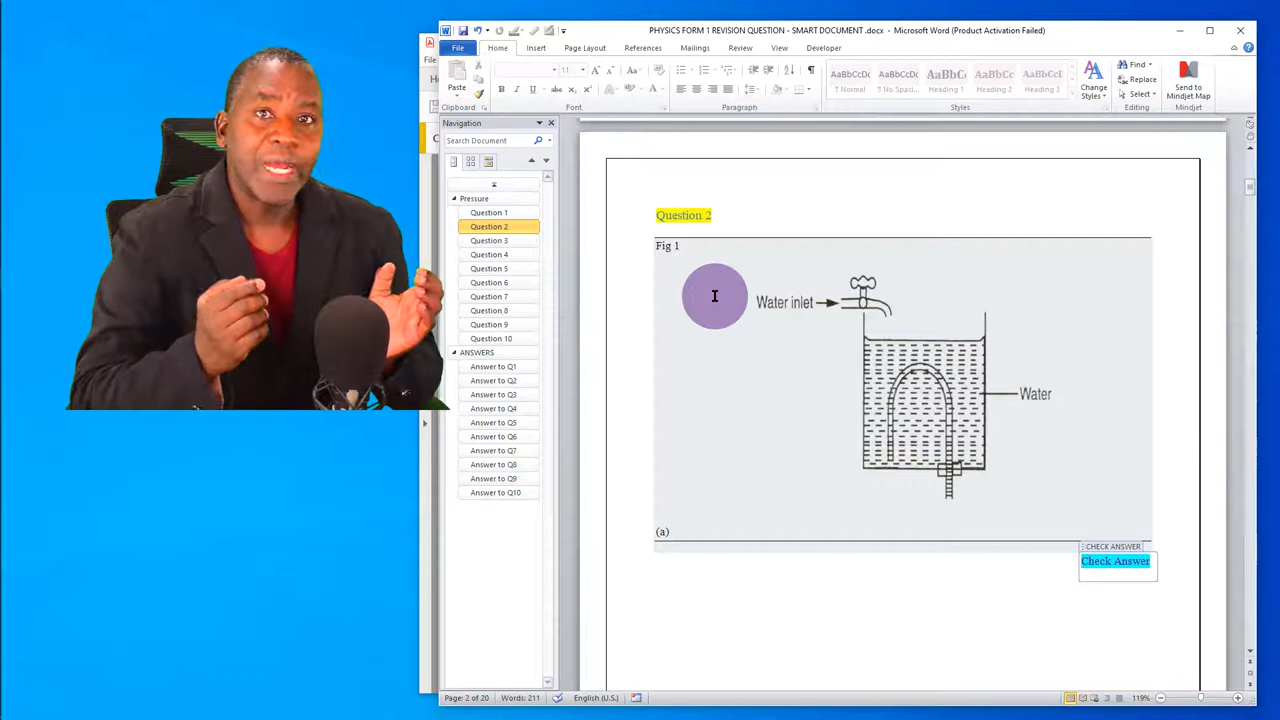 PHYSICS FORM 1 REVISION QUESTION - SMART DOCUMENT .docx - Microsoft Word (Product Activation Failed)
File Home Insert Page Layout References Mailings Review View Developer
Paste
11
AaBbCcDc AaBbCcDc AaBbC AaBbCc AaBbCcI
¶ Normal ¶ No Spaci... Heading 1 Heading 2 Heading 3
Change Styles
Find
Replace
Select
Send to Mindjet Map
Clipboard Font Paragraph Styles Editing Mindjet
Navigation
Search Document
Pressure
Question 1
Question 2
Question 3
Question 4
Question 5
Question 6
Question 7
Question 8
Question 9
Question 10
ANSWERS
Answer to Q1
Answer to Q2
Answer to Q3
Answer to Q4
Answer to Q5
Answer to Q6
Answer to Q7
Answer to Q8
Answer to Q9
Answer to Q10
Question 2
Fig 1
Water inlet
Water
(a)
CHECK ANSWER
Check Answer
Page: 2 of 20 Words: 211 English (U.S.) 119%